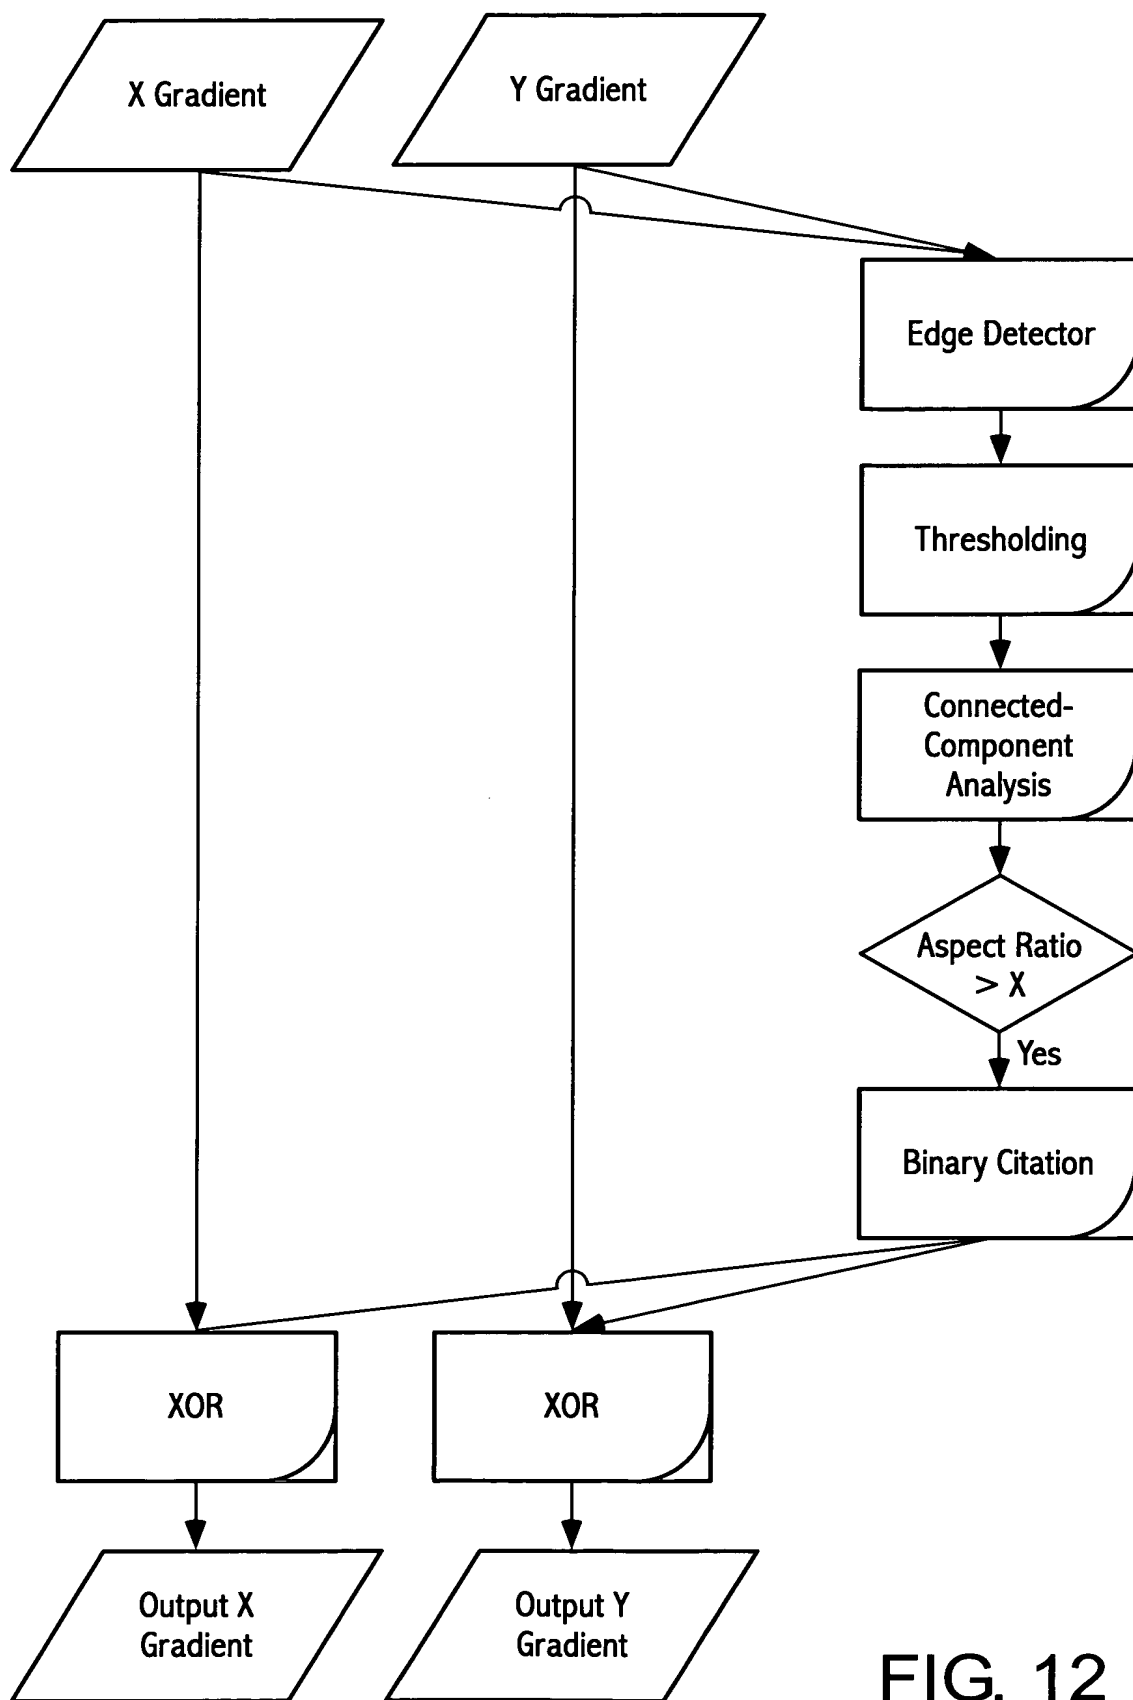 X Gradient
Y Gradient
Edge Detector
Thresholding
Connected-
Component
Analysis
Aspect Ratio
> X
Yes
Binary Citation
XOR
XOR
Output X
Gradient
Output Y
Gradient
FIG. 12